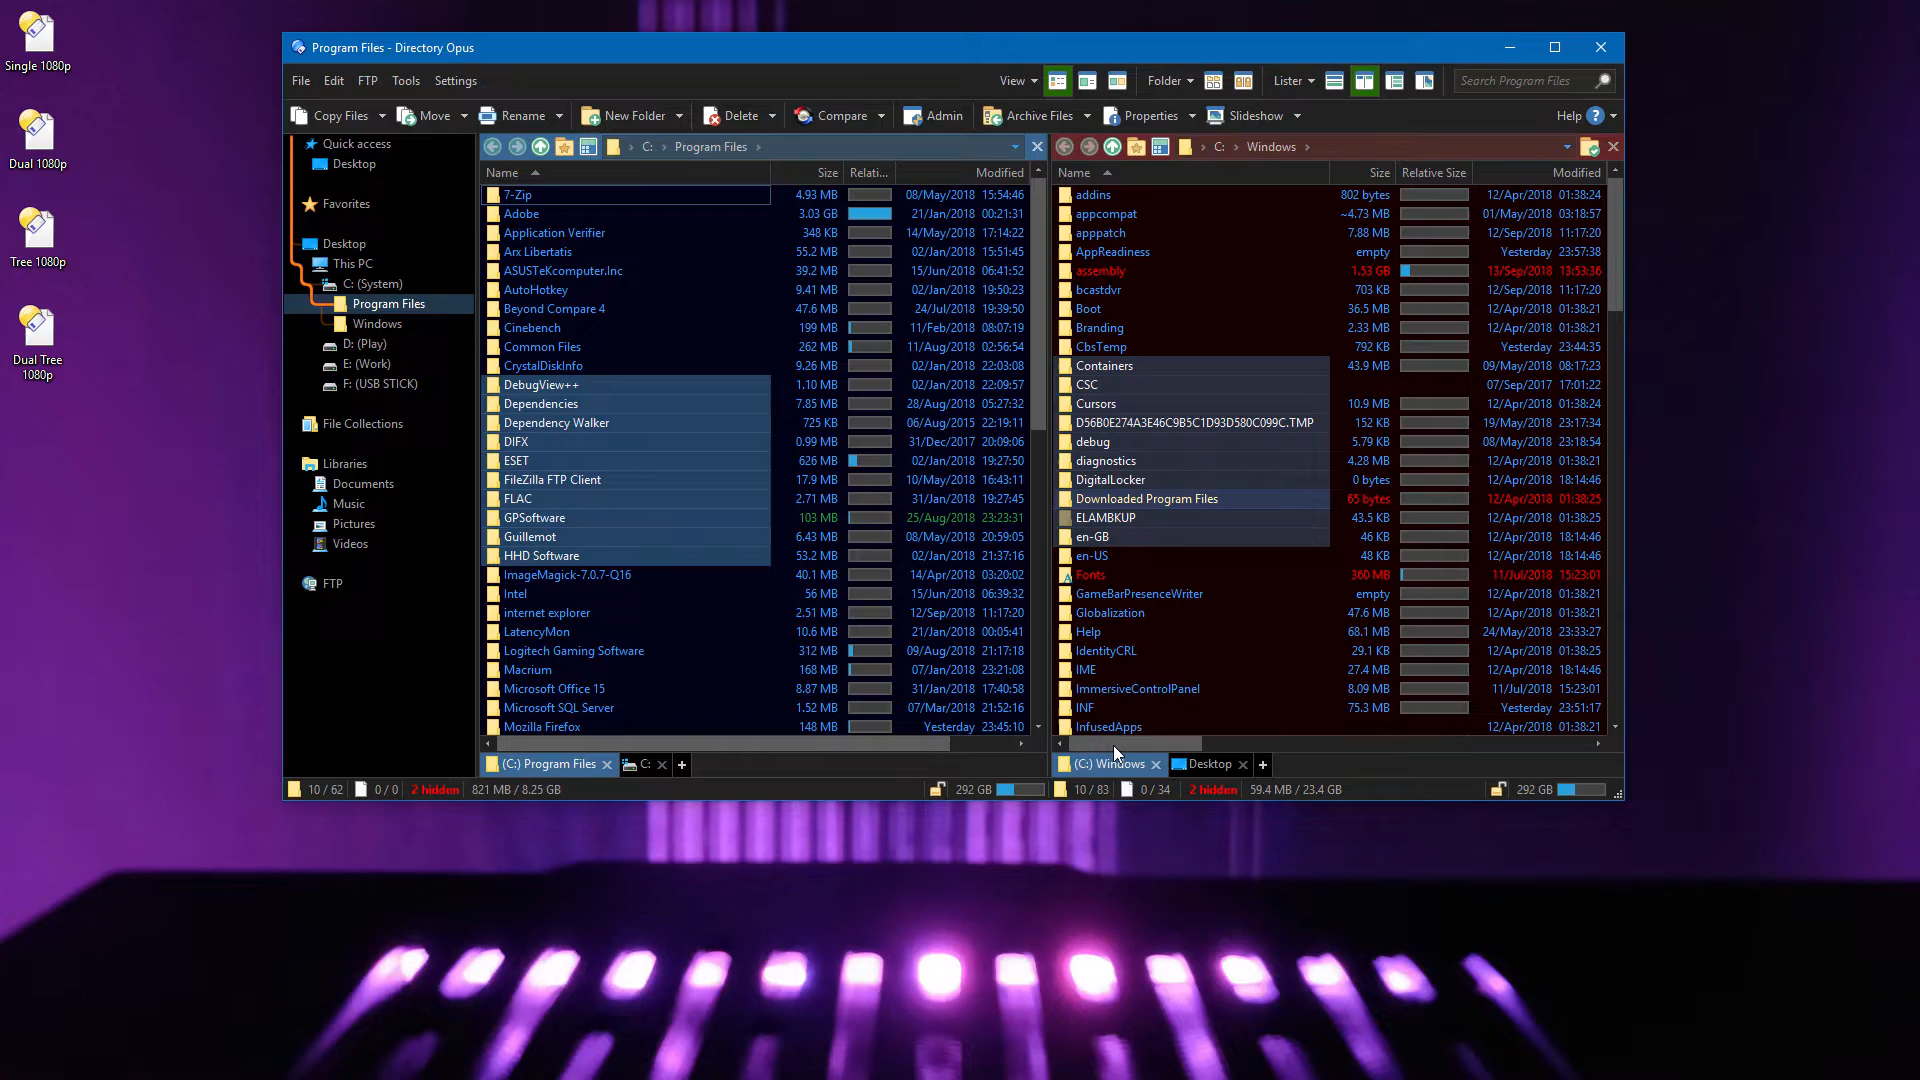 Single 1080p
Dual 1080p
Tree 1080p
Dual Tree
1080p
Program Files - Directory Opus
File Edit FTP Tools Settings
View Folder Lister Search Program Files
Copy Files Move Rename New Folder Delete Compare Admin Archive Files Properties Slideshow Help
Quick access
Desktop
Favorites
Desktop
This PC
C: (System)
Program Files
Windows
D: (Play)
E: (Work)
F: (USB STICK)
File Collections
Libraries
Documents
Music
Pictures
Videos
FTP
C: Program Files
Name Size Relati... Modified
7-Zip 4.93 MB 08/May/2018 15:54:46
Adobe 3.03 GB 21/Jan/2018 00:21:31
Application Verifier 348 KB 14/May/2018 17:14:22
Arx Libertatis 55.2 MB 02/Jan/2018 15:51:45
ASUSTeKcomputer.Inc 39.2 MB 15/Jun/2018 06:41:52
AutoHotkey 9.41 MB 02/Jan/2018 19:50:23
Beyond Compare 4 47.6 MB 24/Jul/2018 19:39:50
Cinebench 199 MB 11/Feb/2018 08:07:19
Common Files 262 MB 11/Aug/2018 02:56:54
CrystalDiskInfo 9.26 MB 02/Jan/2018 22:03:08
DebugView++ 1.10 MB 02/Jan/2018 22:09:57
Dependencies 7.85 MB 28/Aug/2018 05:27:32
Dependency Walker 725 KB 06/Aug/2015 22:19:11
DIFX 0.99 MB 31/Dec/2017 20:09:06
ESET 626 MB 02/Jan/2018 19:27:50
FileZilla FTP Client 17.9 MB 10/May/2018 16:43:11
FLAC 2.71 MB 31/Jan/2018 19:27:45
GPSoftware 103 MB 25/Aug/2018 23:23:31
Guillemot 6.43 MB 08/May/2018 20:59:05
HHD Software 53.2 MB 02/Jan/2018 21:37:16
ImageMagick-7.0.7-Q16 40.1 MB 14/Apr/2018 03:20:02
Intel 56 MB 15/Jun/2018 06:39:32
internet explorer 2.51 MB 12/Sep/2018 11:17:20
LatencyMon 10.6 MB 21/Jan/2018 00:05:41
Logitech Gaming Software 312 MB 09/Aug/2018 21:17:18
Macrium 168 MB 07/Jan/2018 23:21:08
Microsoft Office 15 8.87 MB 31/Jan/2018 17:40:58
Microsoft SQL Server 1.52 MB 07/Mar/2018 21:52:16
Mozilla Firefox 148 MB Yesterday 23:45:10
(C:) Program Files C:
10 / 62 0 / 0 2 hidden 821 MB / 8.25 GB 292 GB
C: Windows
Name Size Relative Size Modified
addins 802 bytes 12/Apr/2018 01:38:24
appcompat ~4.73 MB 01/May/2018 03:18:57
apppatch 7.88 MB 12/Sep/2018 11:17:20
AppReadiness empty Yesterday 23:57:38
assembly 1.53 GB 13/Sep/2018 13:53:36
bcastdvr 703 KB 12/Sep/2018 11:17:20
Boot 36.5 MB 12/Apr/2018 01:38:21
Branding 2.33 MB 12/Apr/2018 01:38:21
CbsTemp 792 KB Yesterday 23:44:35
Containers 43.9 MB 09/May/2018 08:17:23
CSC 07/Sep/2017 17:01:22
Cursors 10.9 MB 12/Apr/2018 01:38:24
D56B0E274A3E46C9B5C1D93D580C099C.TMP 152 KB 19/May/2018 23:17:34
debug 5.79 KB 08/May/2018 23:18:54
diagnostics 4.28 MB 12/Apr/2018 01:38:21
DigitalLocker 0 bytes 12/Apr/2018 18:14:46
Downloaded Program Files 65 bytes 12/Apr/2018 01:38:25
ELAMBKUP 43.5 KB 12/Apr/2018 01:38:25
en-GB 46 KB 12/Apr/2018 18:14:46
en-US 48 KB 12/Apr/2018 18:14:46
Fonts 360 MB 11/Jul/2018 15:23:01
GameBarPresenceWriter empty 12/Apr/2018 01:38:21
Globalization 47.6 MB 12/Apr/2018 01:38:21
Help 68.1 MB 24/May/2018 23:33:27
IdentityCRL 29.1 KB 12/Apr/2018 01:38:25
IME 27.4 MB 12/Apr/2018 18:14:46
ImmersiveControlPanel 8.09 MB 11/Jul/2018 15:23:01
INF 75.3 MB Yesterday 23:51:17
InfusedApps 12/Apr/2018 01:38:21
(C:) Windows Desktop
10 / 83 0 / 34 2 hidden 59.4 MB / 23.4 GB 292 GB